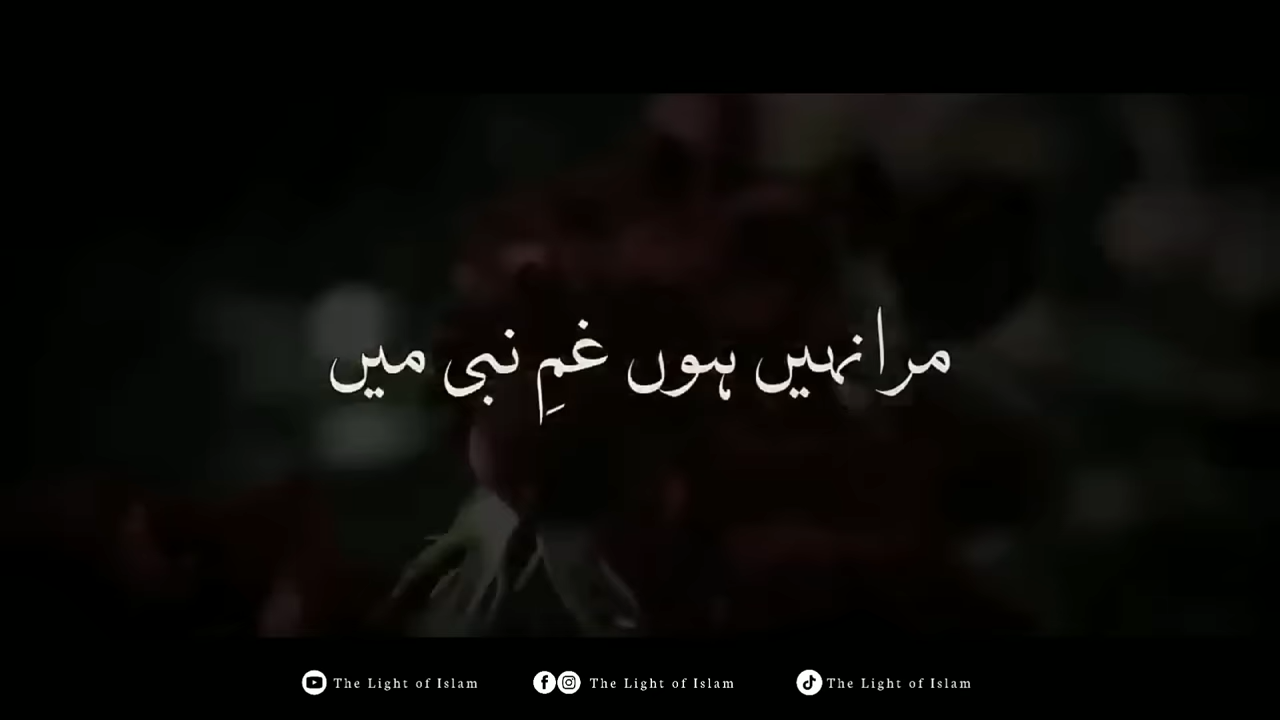 مرا نہیں ہوں غمِ نبی میں
The Light of Islam The Light of Islam The Light of Islam